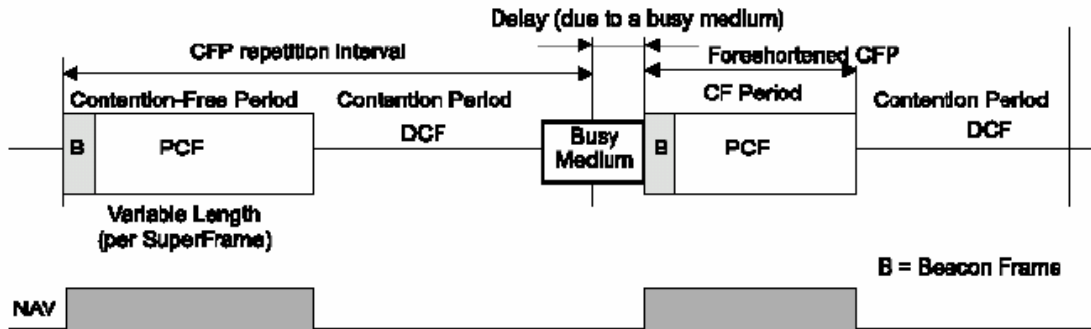 Delay (due to a busy medium)
CFP repetition interval
Foreshortened CFP
Contention-Free Period
Contention Period
DCF
CF Period
Contention Period
DCF
B
PCF
Busy
Medium
B
PCF
Variable Length
(per SuperFrame)
B = Beacon Frame
NAV